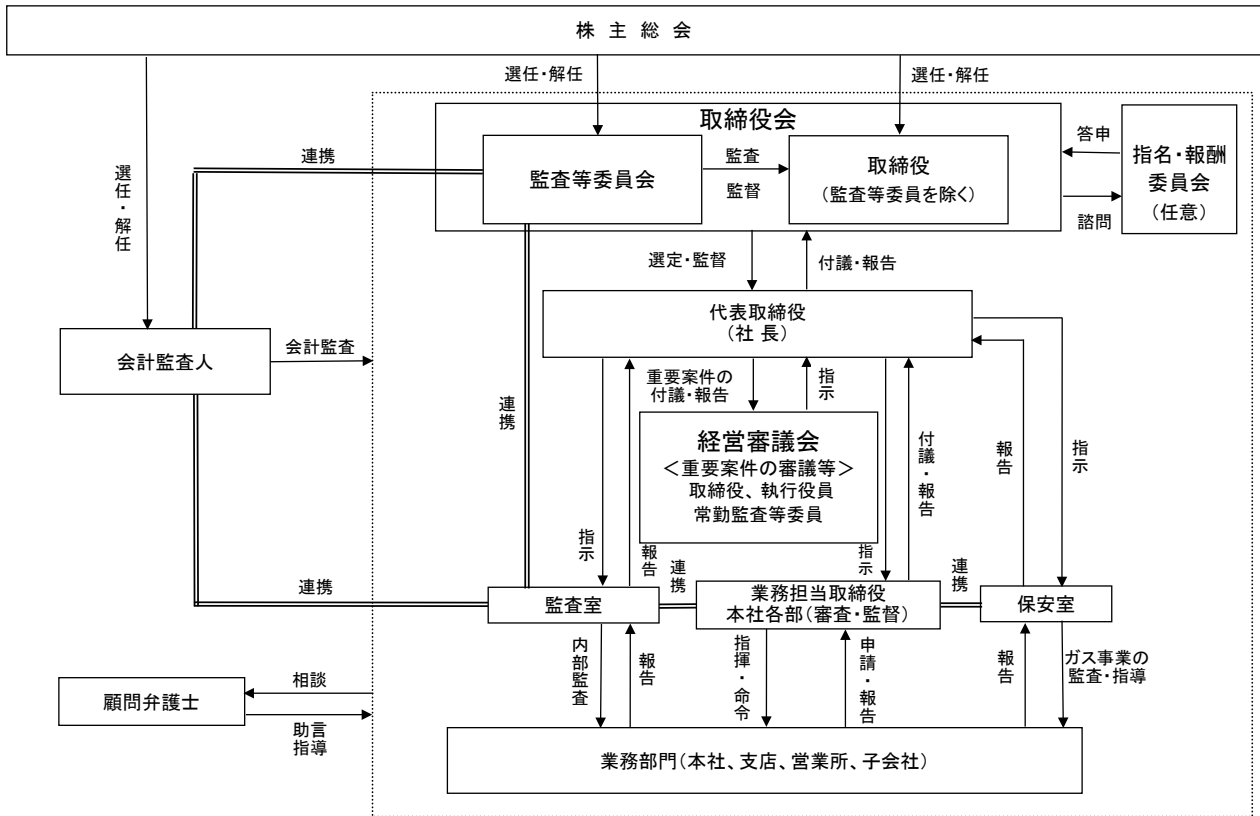 株 主 総 会
選任・解任
選任・解任
選任・解任
取締役会
監査等委員会
監査
監督
取締役
(監査等委員を除く)
答申
諮問
指名・報酬
委員会
(任意)
連携
選定・監督
付議・報告
代表取締役
(社 長)
会計監査人
会計監査
連携
重要案件の
付議・報告
指示
経営審議会
＜重要案件の審議等＞
取締役、執行役員
常勤監査等委員
付議・報告
報告
指示
指示
報告
指示
連携
連携
連携
監査室
業務担当取締役
本社各部(審査・監督)
保安室
内部監査
報告
指揮・命令
申請・報告
報告
ガス事業の
監査・指導
顧問弁護士
相談
助言
指導
業務部門(本社、支店、営業所、子会社)